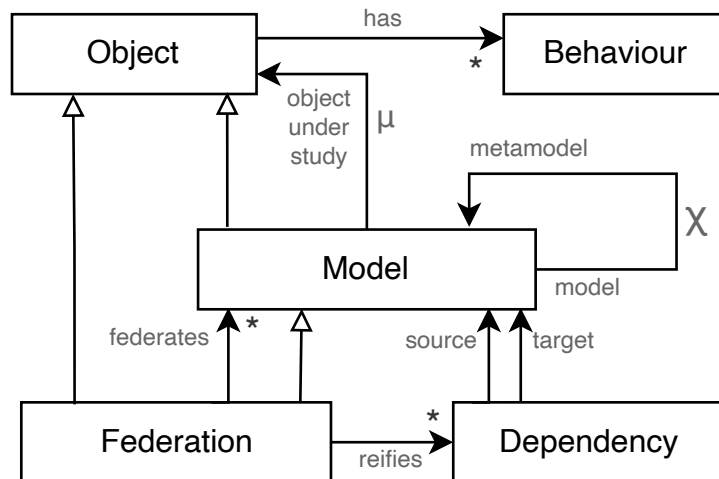 has
Object
Behaviour
*
object
under
study
μ
metamodel
χ
Model
model
federates
*
source
target
Federation
*
Dependency
reifies